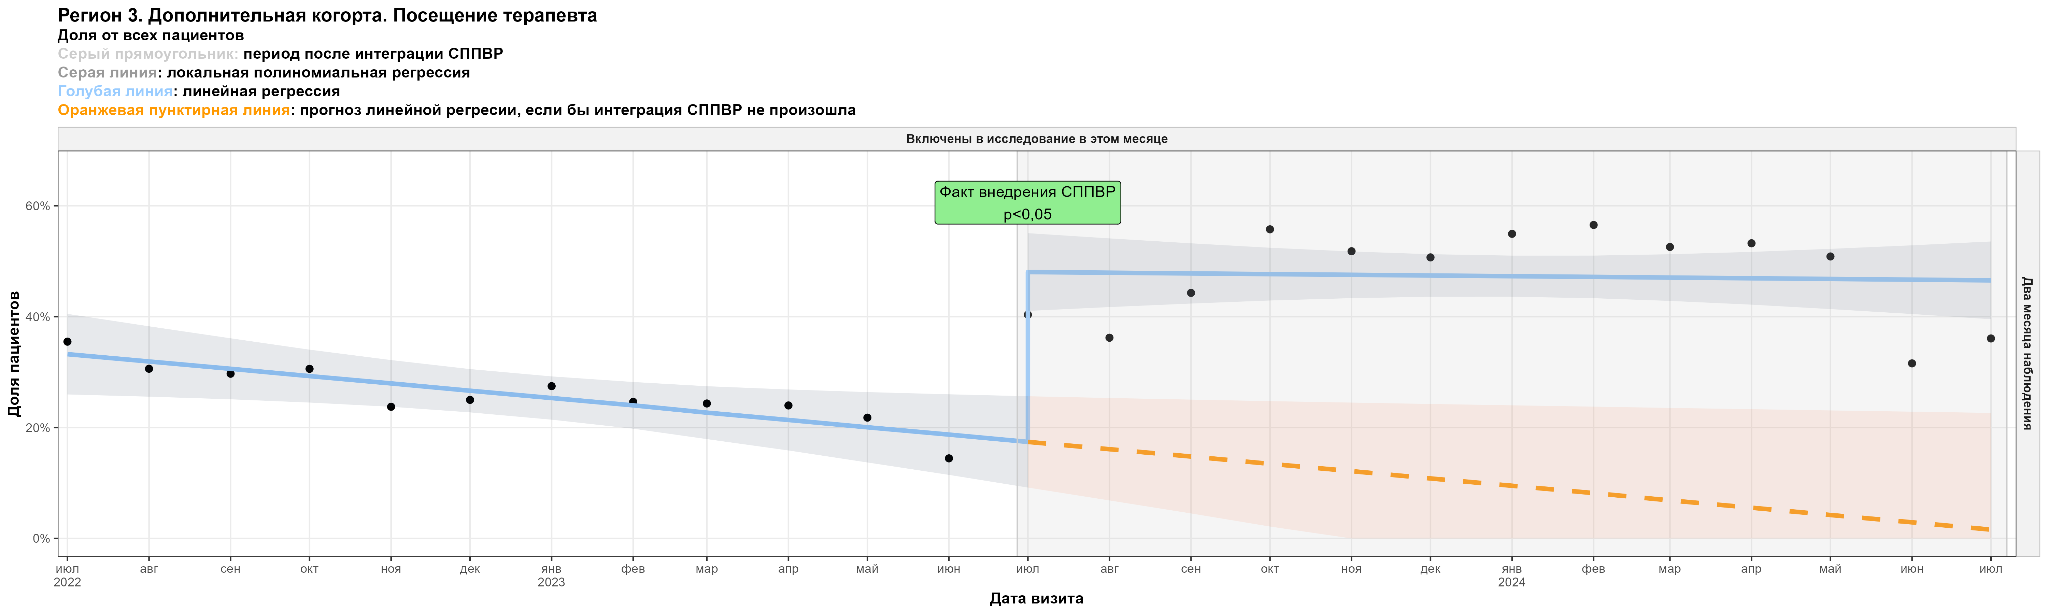 Регион 3. Дополнительная когорта. Посещение терапевта
Доля от всех пациентов
Серый прямоугольник: период после интеграции СППВР
Серая линия: локальная полиномиальная регрессия
Голубая линия: линейная регрессия
Оранжевая пунктирная линия: прогноз линейной регресии, если бы интеграция СППВР не произошла
Включены в исследование в этом месяце
Факт внедрения СППВР
p<0,05
60%
40%
20%
0%
Доля пациентов
Два месяца наблюдения
июл авг сен окт ноя дек янв фев мар апр май июн июл авг сен окт ноя дек янв фев мар апр май июн июл
2022 2023 2024
Дата визита